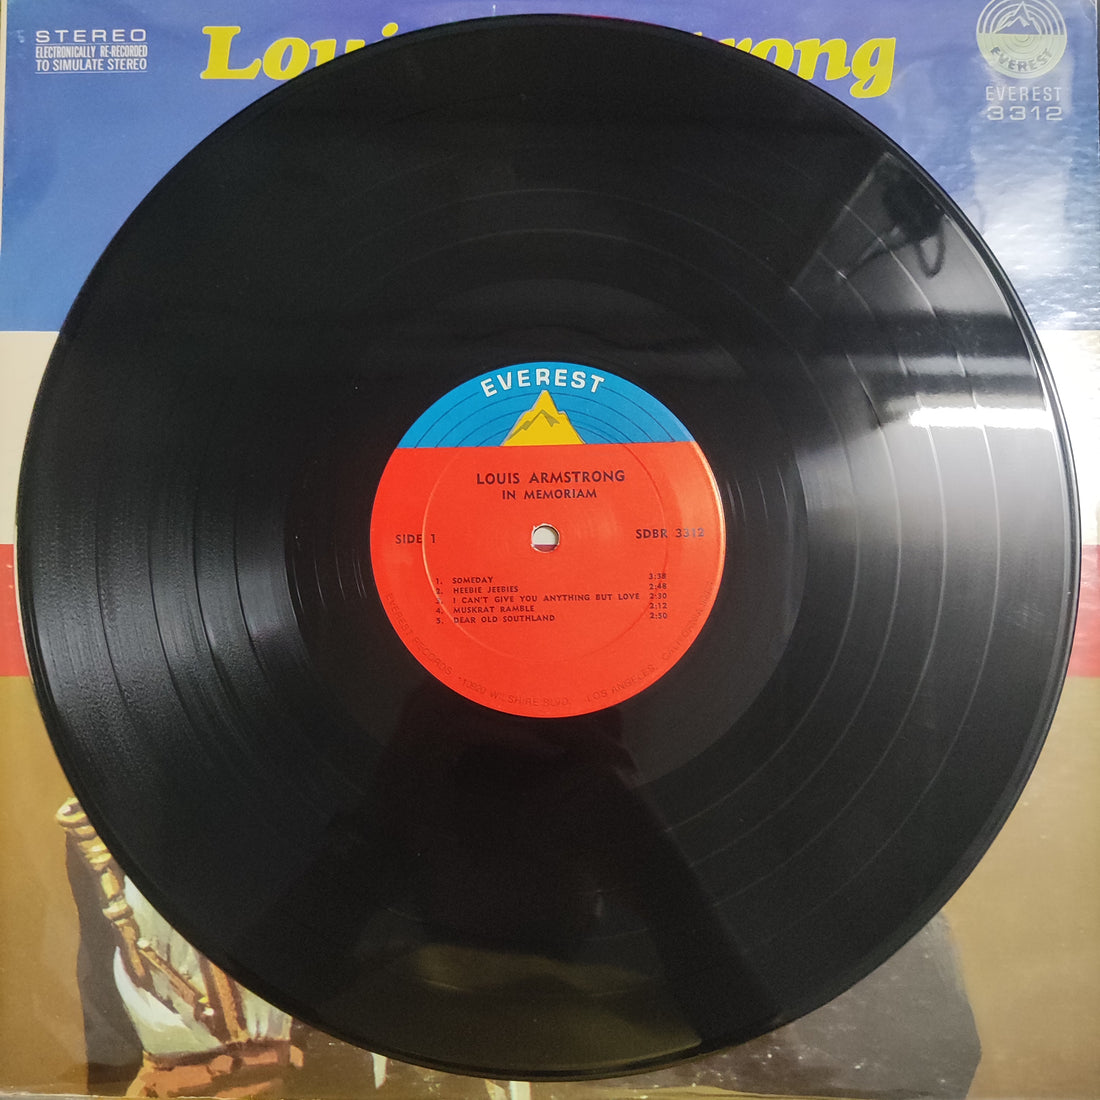 STEREO
ELECTRONICALLY RE-RECORDED
TO SIMULATE STEREO
EVEREST
EVEREST
3312
EVEREST
LOUIS ARMSTRONG
IN MEMORIAM
SIDE 1
SDBR 3312
1. SOMEDAY 3:38
2. HEEBIE JEEBIES 2:48
3. I CAN'T GIVE YOU ANYTHING BUT LOVE 2:30
4. MUSKRAT RAMBLE 2:12
5. DEAR OLD SOUTHLAND 2:50
EVEREST RECORDS, 10920 WILSHIRE BLVD. LOS ANGELES,